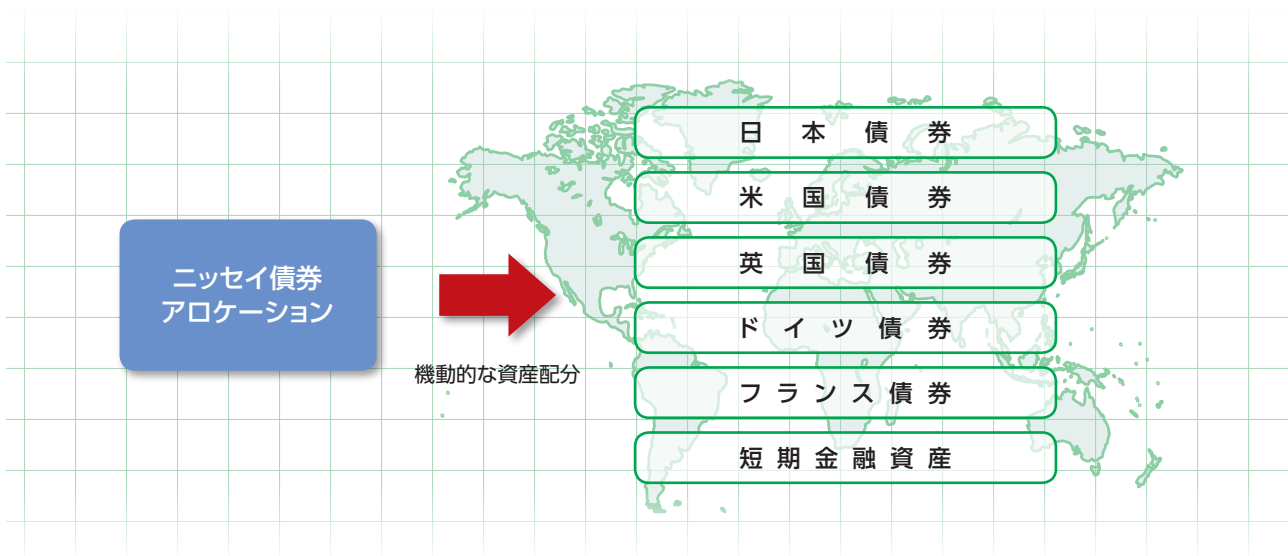 ニッセイ債券
アロケーション
機動的な資産配分
日本債券
米国債券
英国債券
ドイツ債券
フランス債券
短期金融資産